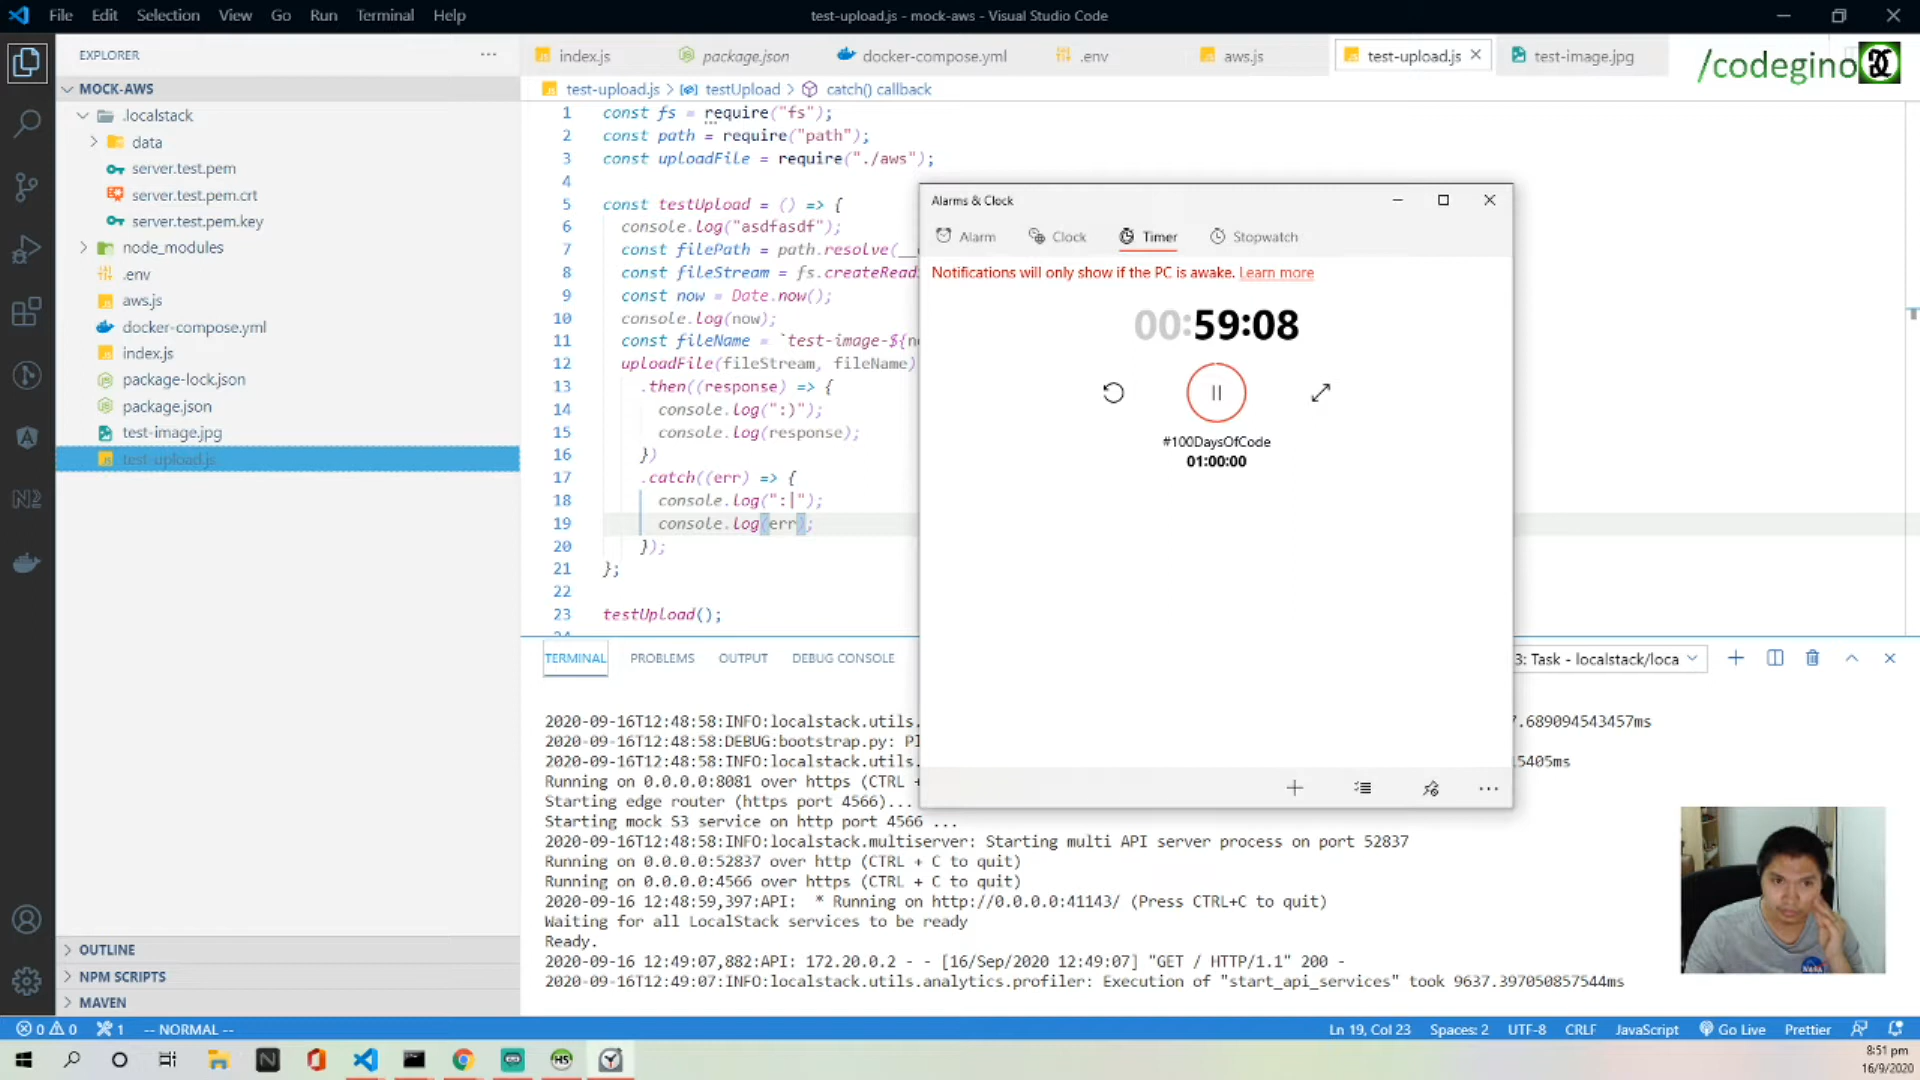 File Edit Selection View Go Run Terminal Help
test-upload.js - mock-aws - Visual Studio Code
EXPLORER
index.js
package.json
docker-compose.yml
.env
aws.js
test-upload.js
test-image.jpg
/codegino
MOCK-AWS
.localstack
data
server.test.pem
server.test.pem.crt
server.test.pem.key
node_modules
.env
aws.js
docker-compose.yml
index.js
package-lock.json
package.json
test-image.jpg
test-upload.js
OUTLINE
NPM SCRIPTS
MAVEN
test-upload.js > testUpload > catch() callback
1 const fs = require("fs");
2 const path = require("path");
3 const uploadFile = require("./aws");
4
5 const testUpload = () => {
6 console.log("asdfasdf");
7 const filePath = path.resolve(
8 const fileStream = fs.createRead
9 const now = Date.now();
10 console.log(now);
11 const fileName = `test-image-${n
12 uploadFile(fileStream, fileName)
13 .then((response) => {
14 console.log(":)");
15 console.log(response);
16 })
17 .catch((err) => {
18 console.log(":|");
19 console.log(err);
20 });
21 };
22
23 testUpload();
Alarms & Clock
Alarm Clock Timer Stopwatch
Notifications will only show if the PC is awake. Learn more
00:59:08
#100DaysOfCode
01:00:00
TERMINAL PROBLEMS OUTPUT DEBUG CONSOLE
3: Task - localstack/loca
2020-09-16T12:48:58:INFO:localstack.utils. 7.689094543457ms
2020-09-16T12:48:58:DEBUG:bootstrap.py: Pl
2020-09-16T12:48:58:INFO:localstack.utils. 5405ms
Running on 0.0.0.0:8081 over https (CTRL +
Starting edge router (https port 4566)...
Starting mock S3 service on http port 4566 ...
2020-09-16T12:48:58:INFO:localstack.multiserver: Starting multi API server process on port 52837
Running on 0.0.0.0:52837 over http (CTRL + C to quit)
Running on 0.0.0.0:4566 over https (CTRL + C to quit)
2020-09-16 12:48:59,397:API:  * Running on http://0.0.0.0:41143/ (Press CTRL+C to quit)
Waiting for all LocalStack services to be ready
Ready.
2020-09-16 12:49:07,882:API: 172.20.0.2 - - [16/Sep/2020 12:49:07] "GET / HTTP/1.1" 200 -
2020-09-16T12:49:07:INFO:localstack.utils.analytics.profiler: Execution of "start_api_services" took 9637.397050857544ms
0 0 1 -- NORMAL --
Ln 19, Col 23 Spaces: 2 UTF-8 CRLF JavaScript Go Live Prettier
8:51 pm
16/9/2020